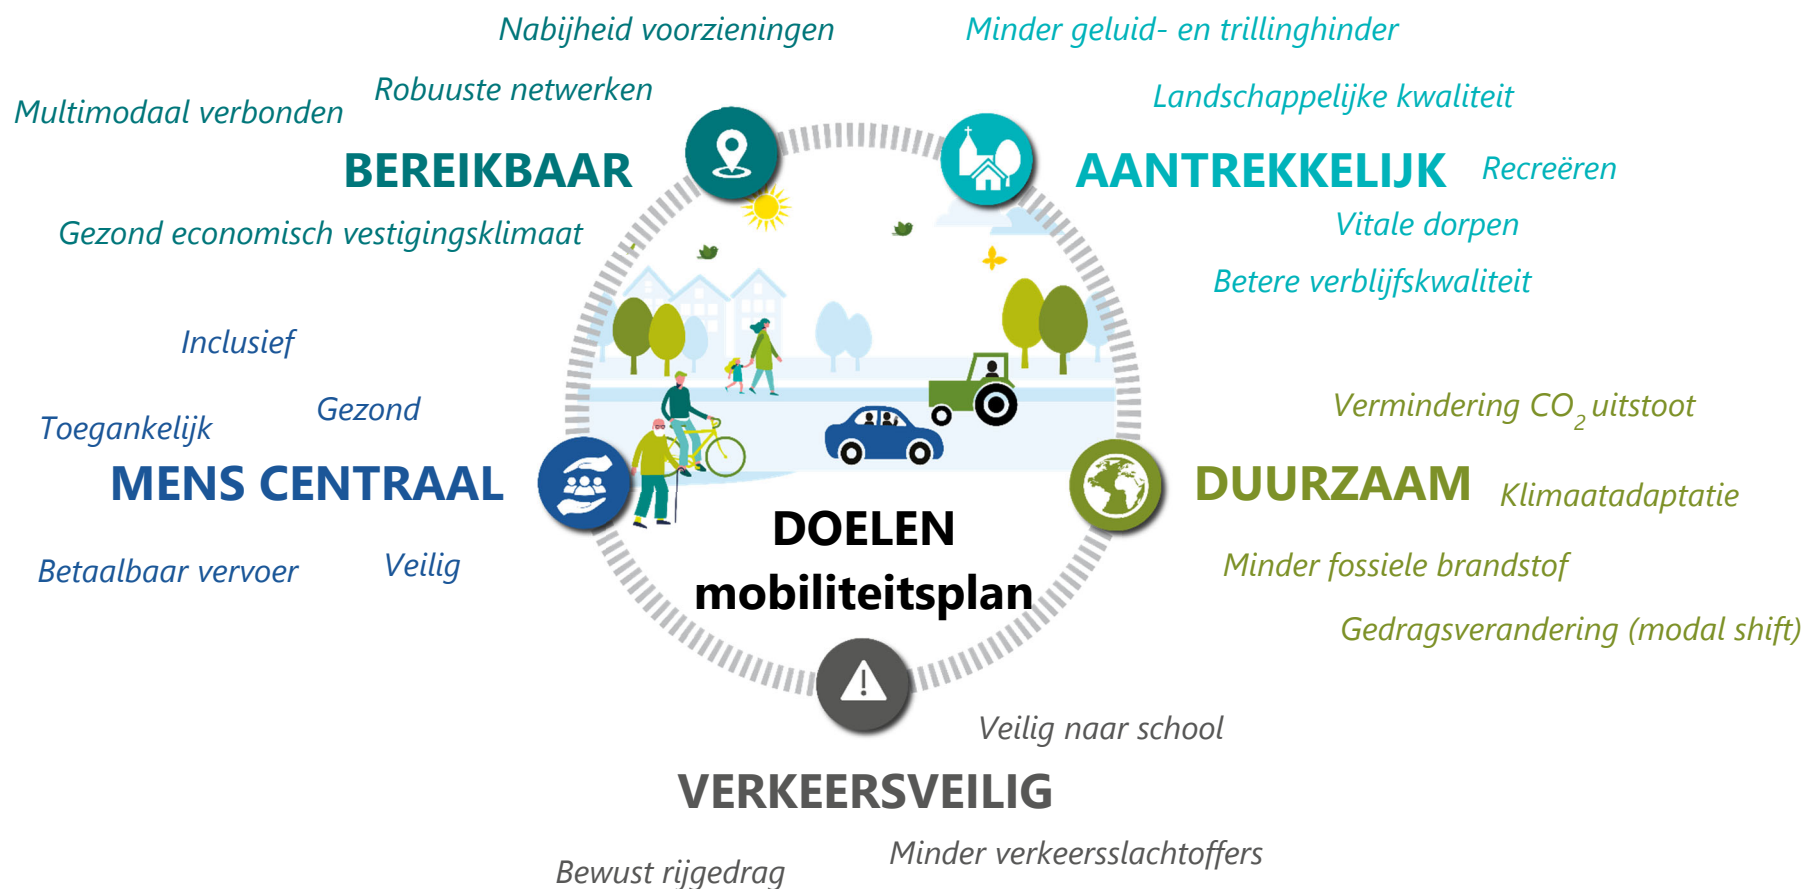 Nabijheid voorzieningen
Robuuste netwerken
Multimodaal verbonden
BEREIKBAAR
Gezond economisch vestigingsklimaat
Minder geluid- en trillinghinder
Landschappelijke kwaliteit
AANTREKKELIJK
Recreëren
Vitale dorpen
Betere verblijfskwaliteit
Inclusief
Gezond
Toegankelijk
MENS CENTRAAL
Betaalbaar vervoer
Veilig
DOELEN
mobiliteitsplan
Vermindering CO₂ uitstoot
DUURZAAM
Klimaatadaptatie
Minder fossiele brandstof
Gedragsverandering (modal shift)
Veilig naar school
VERKEERSVEILIG
Minder verkeersslachtoffers
Bewust rijgedrag